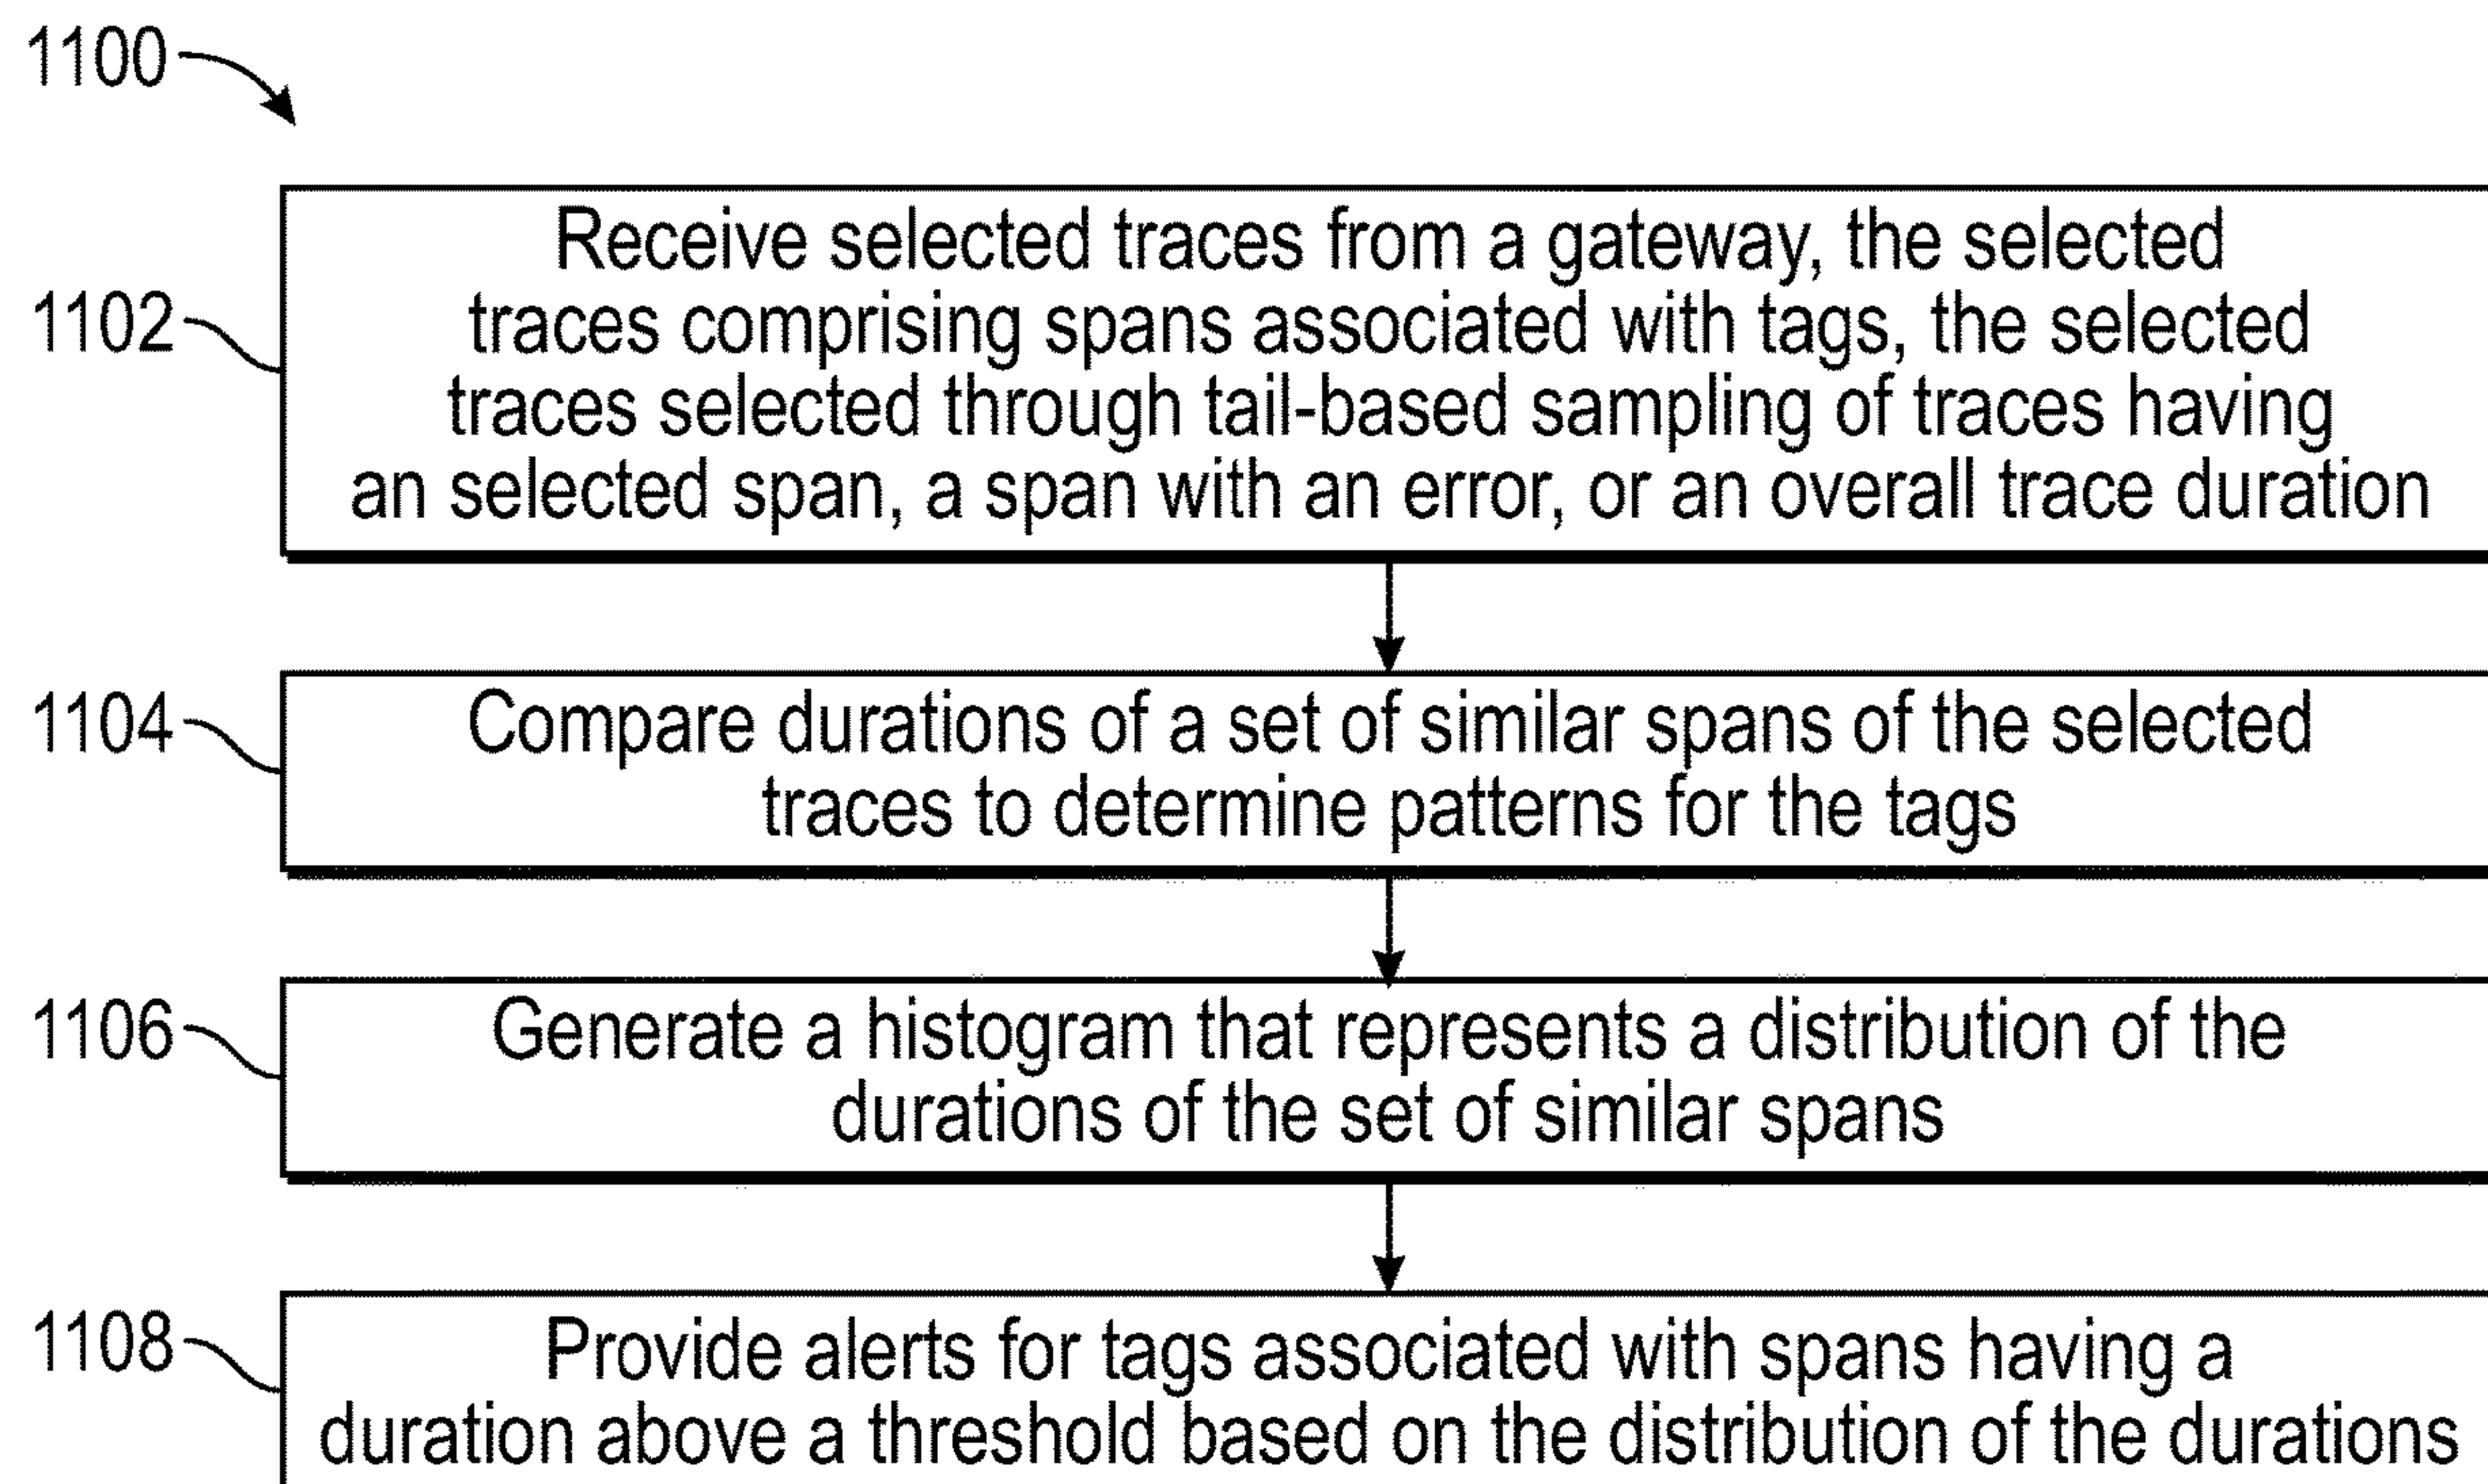 1100
1102
Receive selected traces from a gateway, the selected
traces comprising spans associated with tags, the selected
traces selected through tail-based sampling of traces having
an selected span, a span with an error, or an overall trace duration
1104
Compare durations of a set of similar spans of the selected
traces to determine patterns for the tags
1106
Generate a histogram that represents a distribution of the
durations of the set of similar spans
1108
Provide alerts for tags associated with spans having a
duration above a threshold based on the distribution of the durations